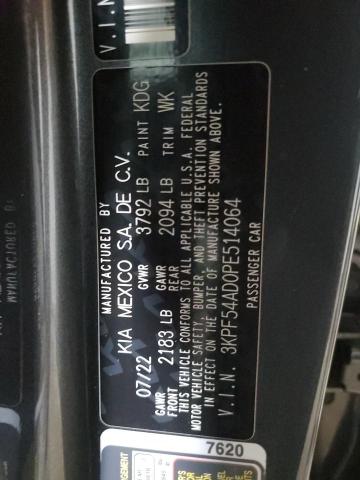 V.I.N
MANUFACTURED BY
KIA MEXICO S.A. DE C.V.
07/22 GVWR 3792 LB PAINT KDG
GAWR FRONT 2183 LB GAWR REAR 2094 LB TRIM WK
THIS VEHICLE CONFORMS TO ALL APPLICABLE U.S.A. FEDERAL
MOTOR VEHICLE SAFETY, BUMPER, AND THEFT PREVENTION STANDARDS
IN EFFECT ON THE DATE OF MANUFACTURE SHOWN ABOVE.
V.I.N. 3KPF54AD0PE514064
PASSENGER CAR
7620